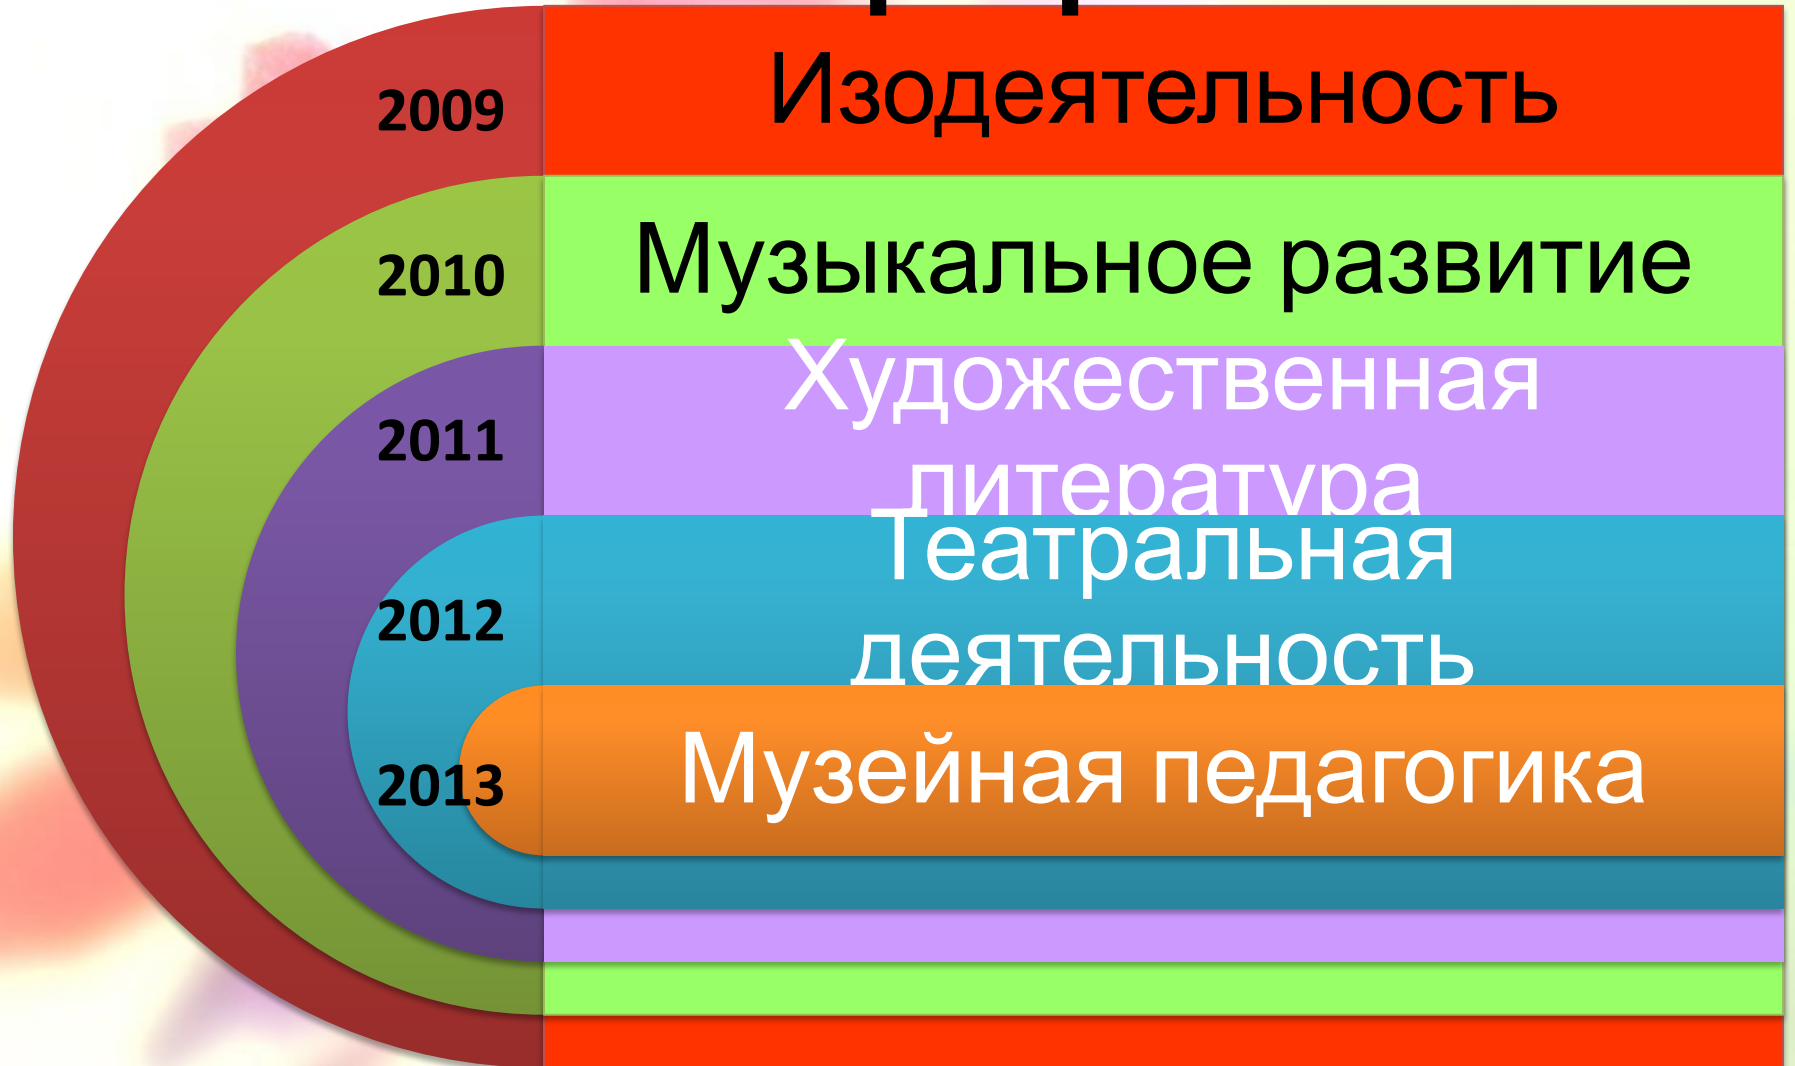 2009
Изодеятельность
2010
Музыкальное развитие
2011
Художественная
литература
2012
Театральная
деятельность
2013
Музейная педагогика